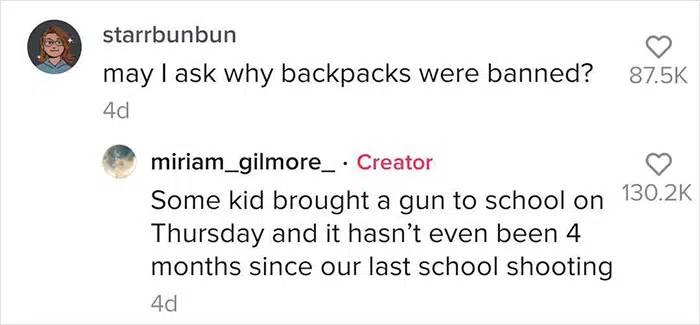 starrbunbun
may I ask why backpacks were banned?
87.5K
4d
miriam_gilmore_ · Creator
Some kid brought a gun to school on
130.2K
Thursday and it hasn’t even been 4
months since our last school shooting
4d